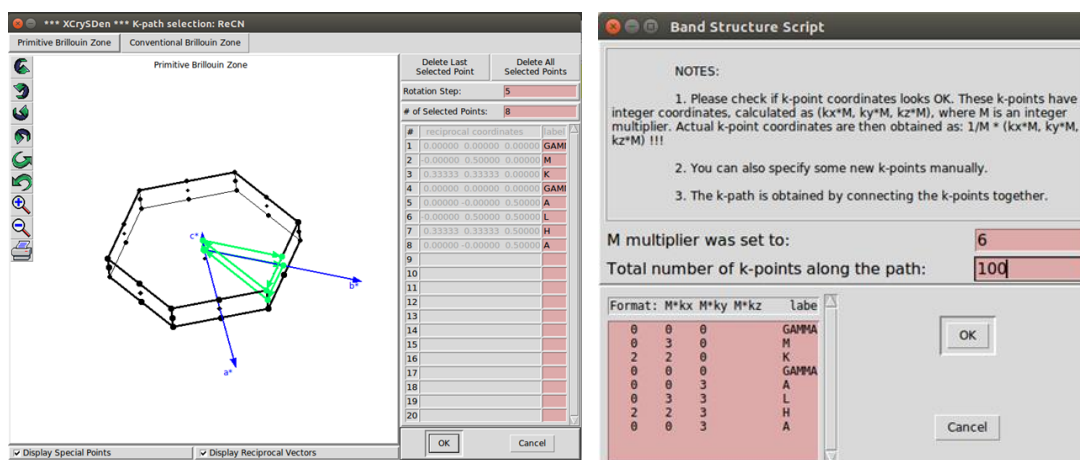 *** XCrySDen *** K-path selection: ReCN
Primitive Brillouin Zone
Conventional Brillouin Zone
Primitive Brillouin Zone
c*
b*
a*
Display Special Points
Display Reciprocal Vectors
Delete Last Selected Point
Delete All Selected Points
Rotation Step: 5
# of Selected Points: 8
# reciprocal coordinates label
1 0.00000 0.00000 0.00000 GAMI
2 -0.00000 0.50000 0.00000 M
3 0.33333 0.33333 0.00000 K
4 0.00000 0.00000 0.00000 GAMI
5 0.00000 -0.00000 0.50000 A
6 -0.00000 0.50000 0.50000 L
7 0.33333 0.33333 0.50000 H
8 0.00000 -0.00000 0.50000 A
9
10
11
12
13
14
15
16
17
18
19
20
OK
Cancel
Band Structure Script
NOTES:
1. Please check if k-point coordinates looks OK. These k-points have
integer coordinates, calculated as (kx*M, ky*M, kz*M), where M is an integer
multiplier. Actual k-point coordinates are then obtained as: 1/M * (kx*M, ky*M,
kz*M) !!!
2. You can also specify some new k-points manually.
3. The k-path is obtained by connecting the k-points together.
M multiplier was set to: 6
Total number of k-points along the path: 100
Format: M*kx M*ky M*kz labe
0 0 0 GAMMA
0 3 0 M
2 2 0 K
0 0 0 GAMMA
0 0 3 A
0 3 3 L
2 2 3 H
0 0 3 A
OK
Cancel